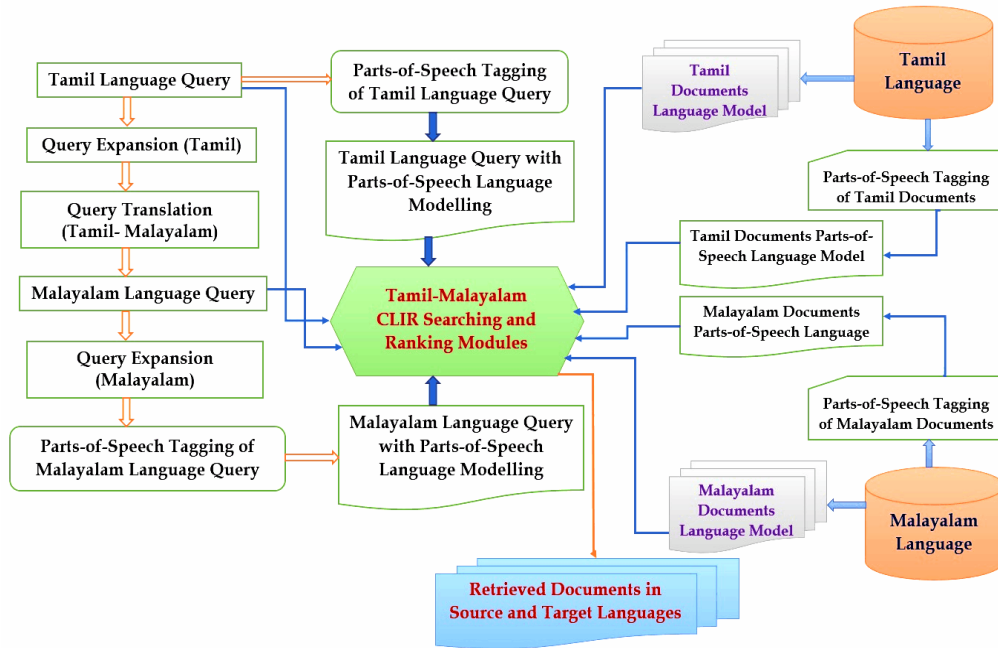 Tamil Language Query
Query Expansion (Tamil)
Query Translation
(Tamil- Malayalam)
Malayalam Language Query
Query Expansion
(Malayalam)
Parts-of-Speech Tagging of
Malayalam Language Query
Parts-of-Speech Tagging
of Tamil Language Query
Tamil Language Query with
Parts-of-Speech Language
Modelling
Tamil-Malayalam
CLIR Searching and
Ranking Modules
Malayalam Language Query
with Parts-of-Speech
Language Modelling
Retrieved Documents in
Source and Target Languages
Tamil
Documents
Language Model
Tamil
Language
Parts-of-Speech Tagging
of Tamil Documents
Tamil Documents Parts-of-
Speech Language Model
Malayalam Documents
Parts-of-Speech Language
Parts-of-Speech Tagging
of Malayalam Documents
Malayalam
Documents
Language Model
Malayalam
Language